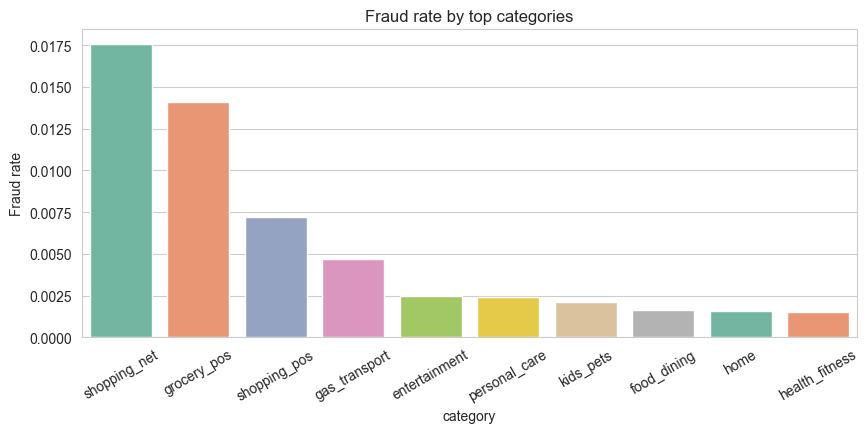 Fraud rate by top categories
Fraud rate
0.0175
0.0150
0.0125
0.0100
0.0075
0.0050
0.0025
0.0000
shopping_net
grocery_pos
shopping_pos
gas_transport
entertainment
personal_care
kids_pets
food_dining
home
health_fitness
category